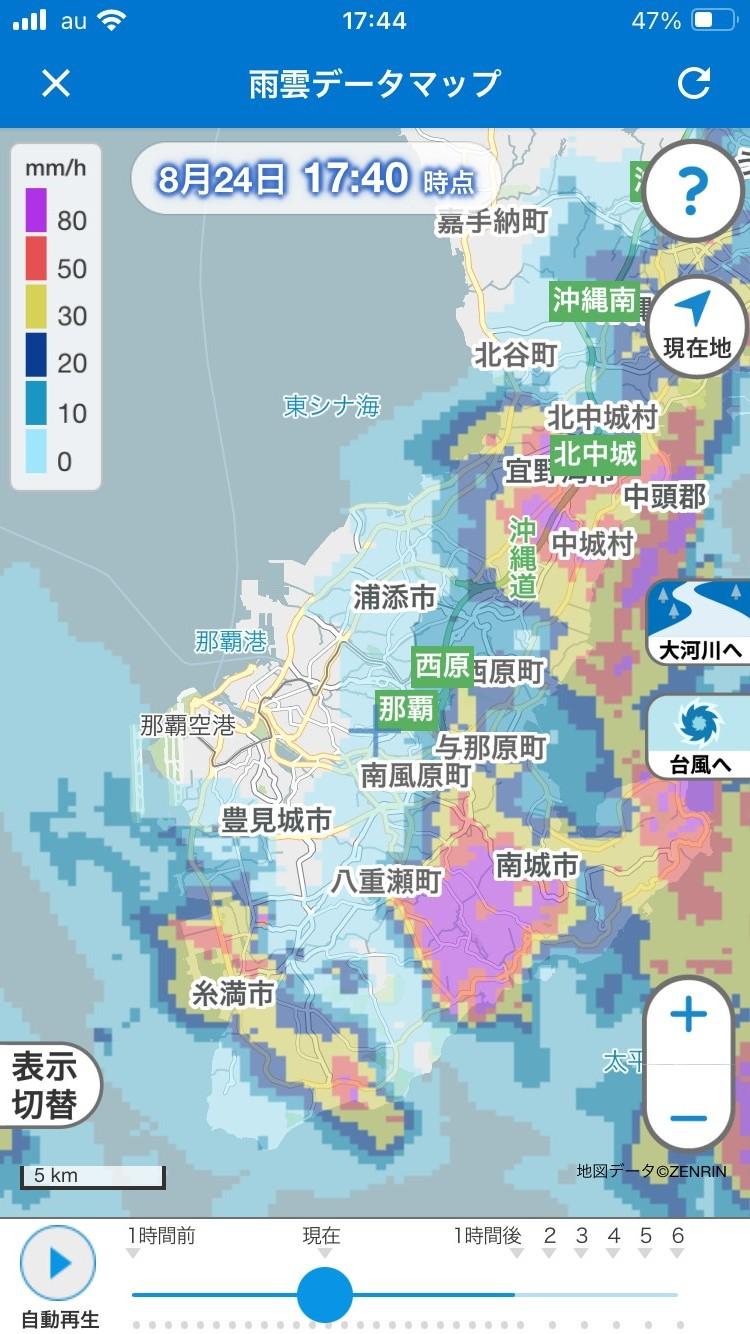 au
17:44
47%
雨雲データマップ
mm/h
80
50
30
20
10
0
8月24日 17:40 時点
?
嘉手納町
沖縄南
現在地
北谷町
東シナ海
北中城村
北中城
中頭郡
沖縄道
中城村
浦添市
那覇港
大河川へ
西原
西原町
那覇
那覇空港
与那原町
南風原町
台風へ
豊見城市
南城市
八重瀬町
糸満市
+
表示
切替
−
5 km
地図データ©ZENRIN
1時間前
現在
1時間後
2
3
4
5
6
自動再生